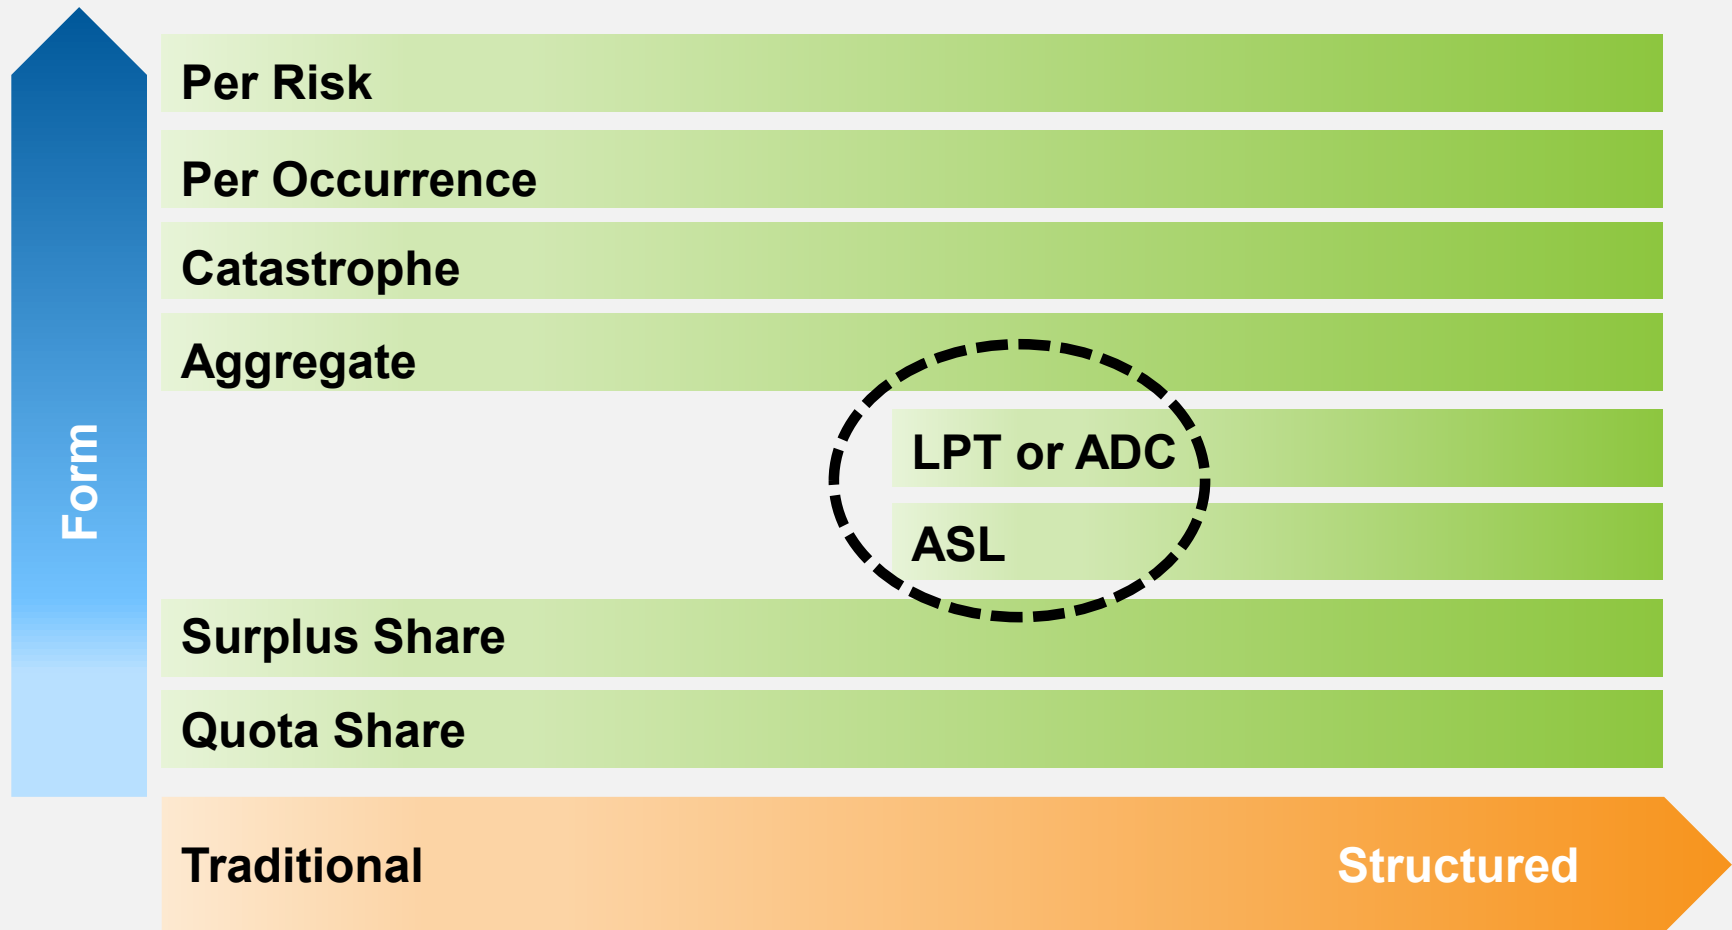 Per Risk
Per Occurrence
Catastrophe
Aggregate
LPT or ADC
ASL
Surplus Share
Quota Share
Form
Traditional
Structured